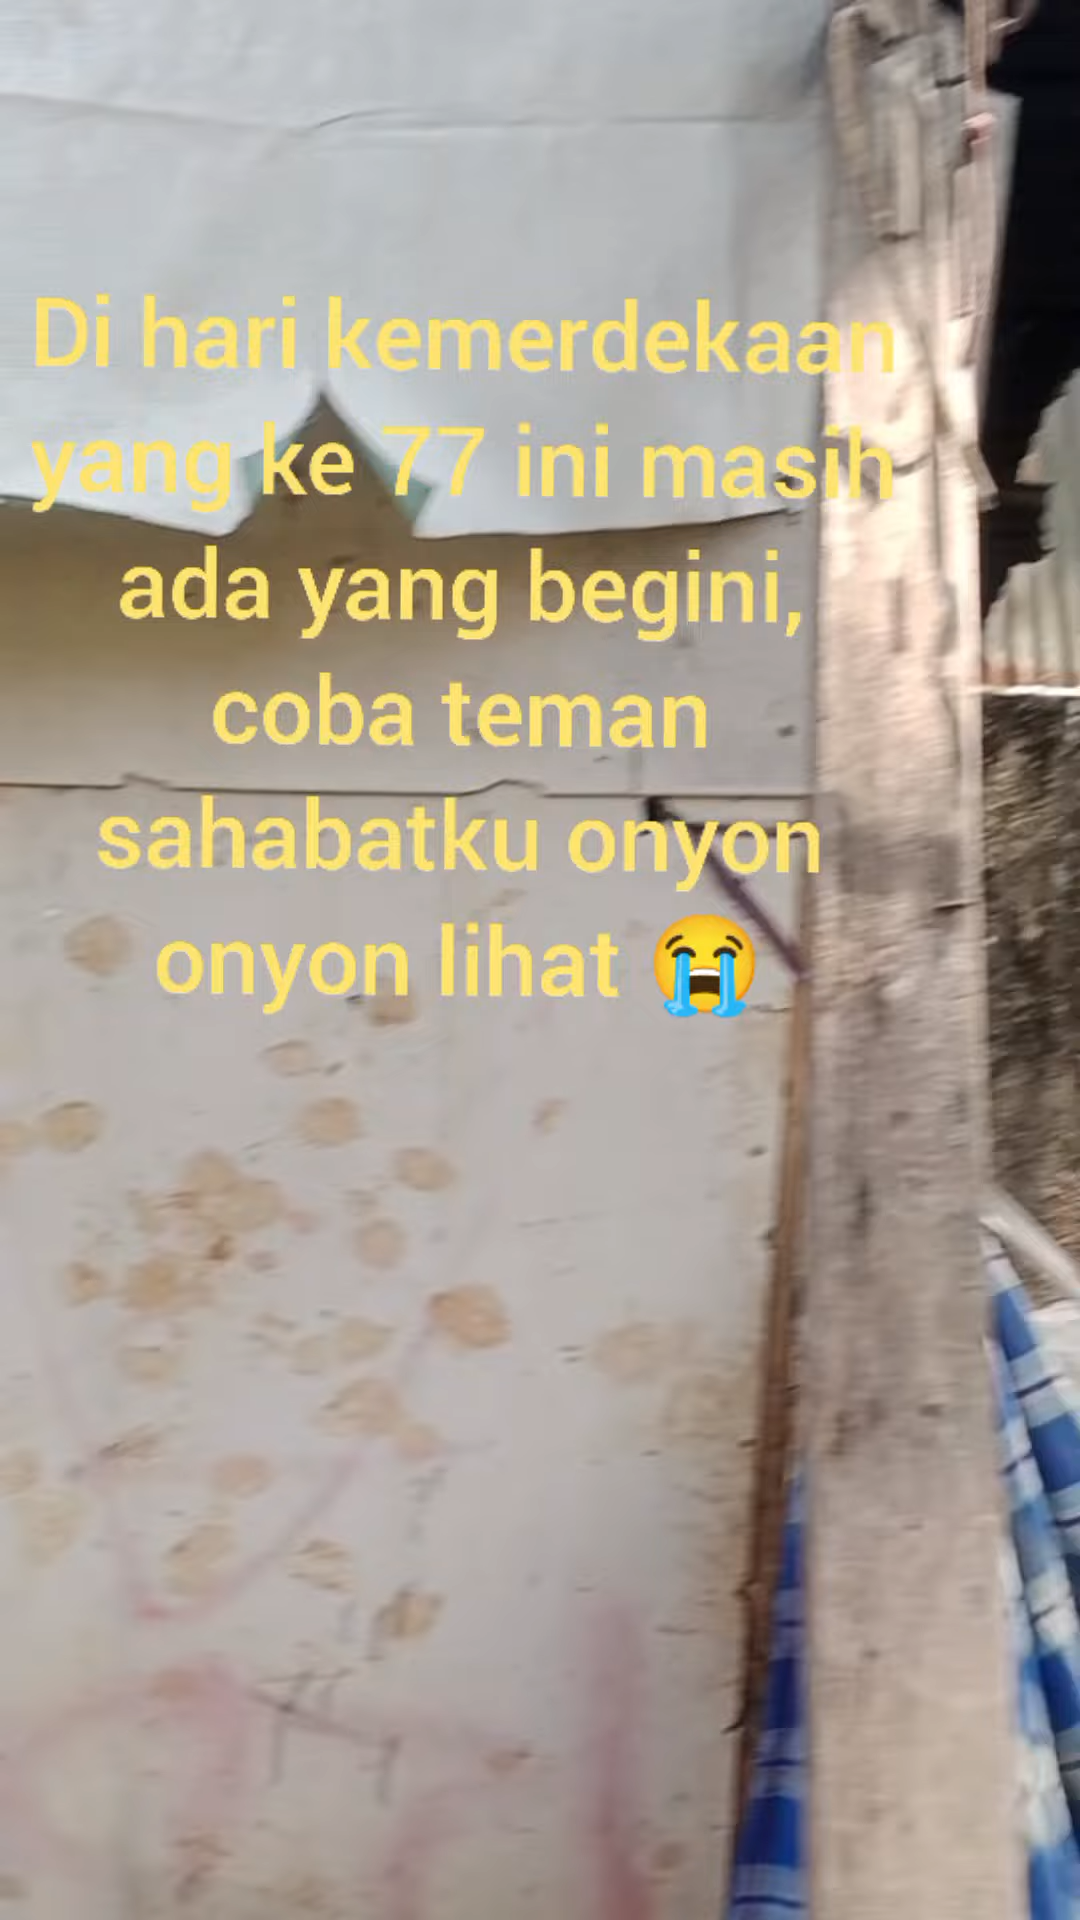 Di hari kemerdekaan
yang ke 77 ini masih
ada yang begini,
coba teman
sahabatku onyon
onyon lihat 😭